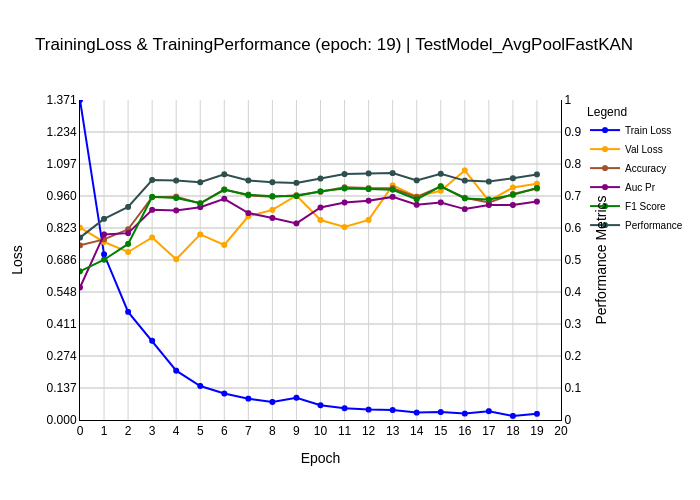 TrainingLoss & TrainingPerformance (epoch: 19) | TestModel_AvgPoolFastKAN
1.371
1.234
1.097
0.960
0.823
0.686
0.548
0.411
0.274
0.137
0.000
Loss
0 1 2 3 4 5 6 7 8 9 10 11 12 13 14 15 16 17 18 19 20
Epoch
1
0.9
0.8
0.7
0.6
0.5
0.4
0.3
0.2
0.1
0
Performance Metrics
Legend
Train Loss
Val Loss
Accuracy
Auc Pr
F1 Score
Performance